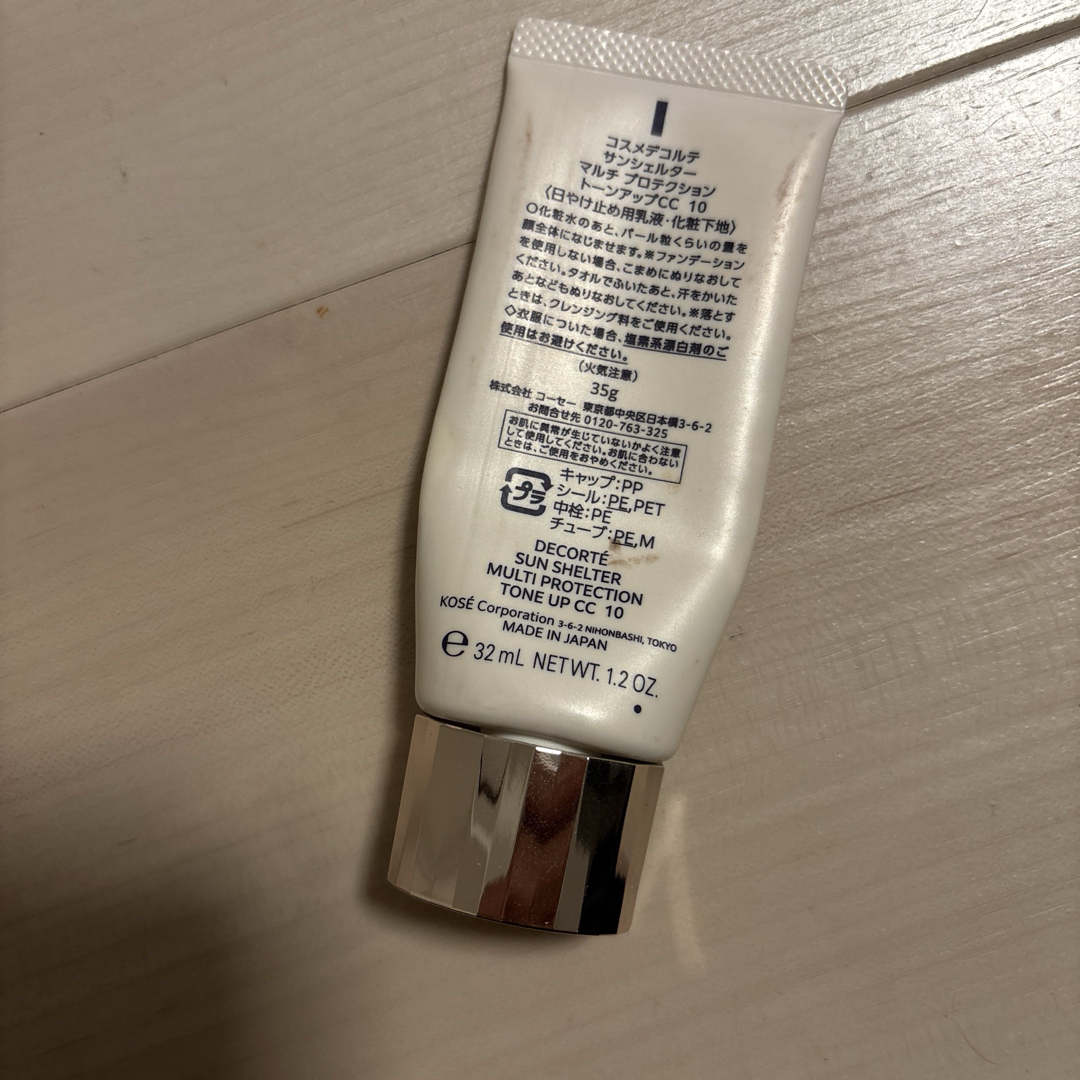 コスメデコルテ
サンシェルター
マルチ プロテクション
トーンアップCC 10
〈日やけ止め用乳液・化粧下地〉
○化粧水のあと、パール粒くらいの量を
顔全体になじませます。※ファンデーション
を使用しない場合、こまめにぬりなおして
ください。タオルでふいたあと、汗をかいた
あとなどもぬりなおしてください。※落とす
ときは、クレンジング料をご使用ください。
◇衣服についた場合、塩素系漂白剤のご
使用はお避けください。
(火気注意)
35g
株式会社 コーセー 東京都中央区日本橋3-6-2
お問合せ先 0120-763-325
お肌に異常が生じていないかよく注意
して使用してください。お肌に合わない
ときは、ご使用をおやめください。
プラ
キャップ:PP
シール:PE,PET
中栓:PE
チューブ:PE,M
DECORTÉ
SUN SHELTER
MULTI PROTECTION
TONE UP CC 10
KOSÉ Corporation 3-6-2 NIHONBASHI, TOKYO
MADE IN JAPAN
e 32 mL NET WT. 1.2 OZ.